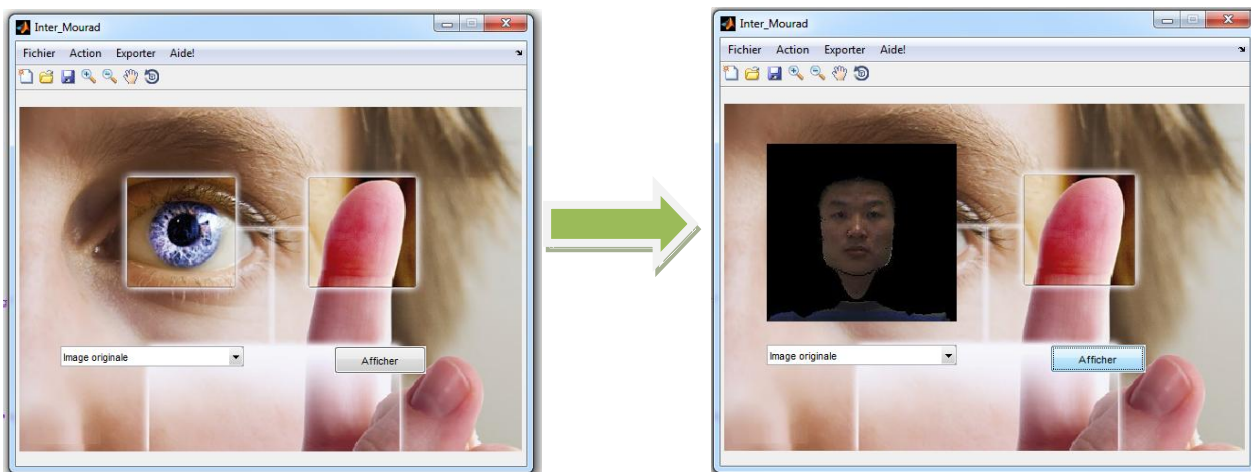 Inter_Mourad
Fichier Action Exporter Aide!
Image originale
Afficher
Inter_Mourad
Fichier Action Exporter Aide!
Image originale
Afficher